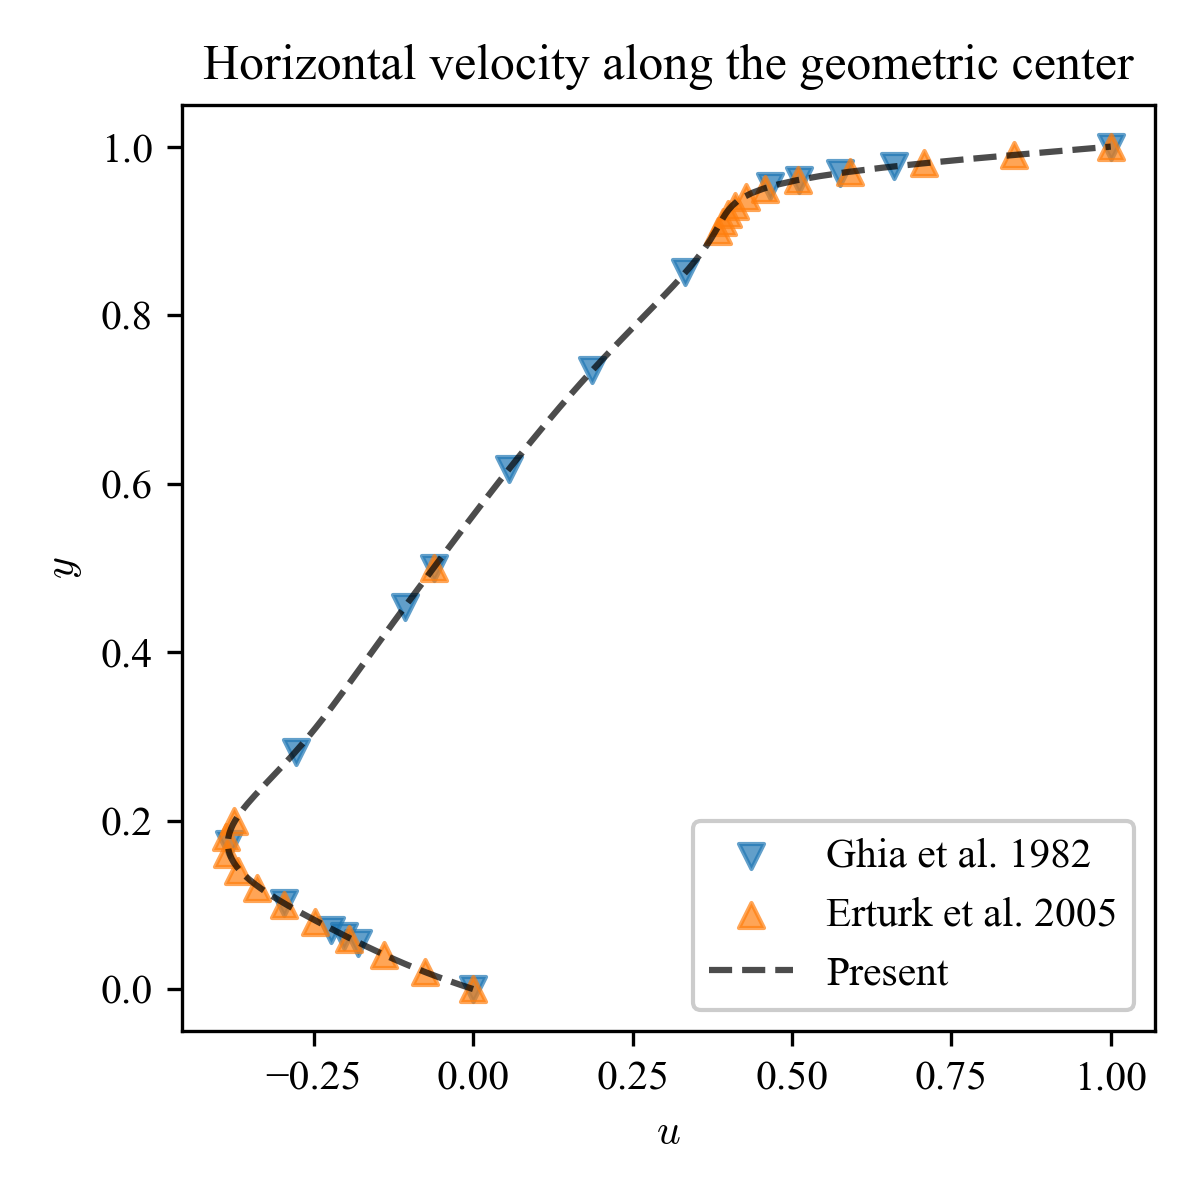 Horizontal velocity along the geometric center
1.0
0.8
0.6
0.4
0.2
0.0
y
−0.25 0.00 0.25 0.50 0.75 1.00
u
Ghia et al. 1982
Erturk et al. 2005
Present